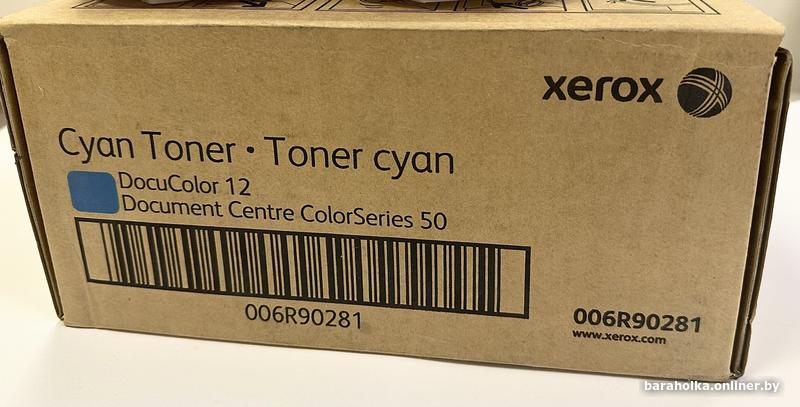 xerox
Cyan Toner • Toner cyan
DocuColor 12
Document Centre ColorSeries 50
006R90281
006R90281
www.xerox.com
baraholka.onliner.by